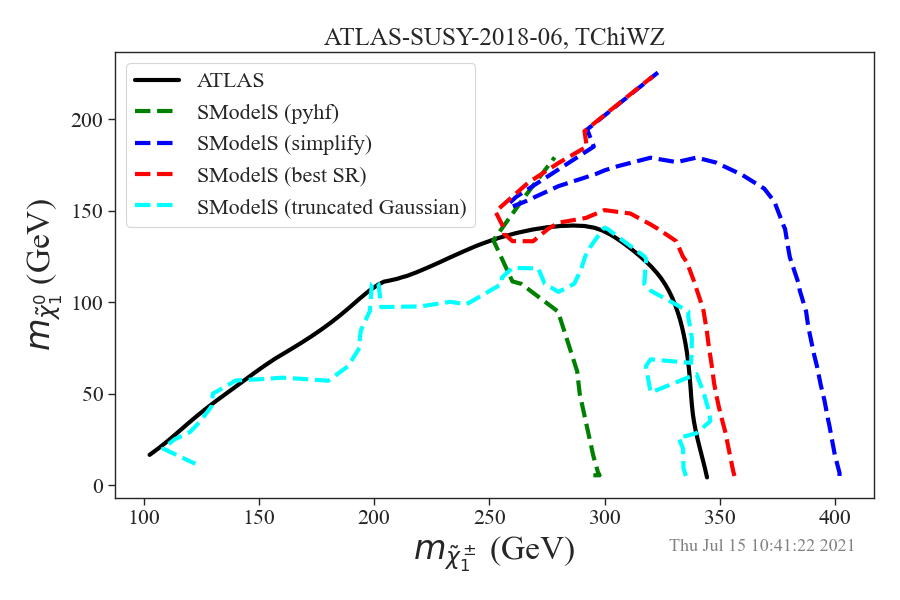 ATLAS-SUSY-2018-06, TChiWZ
ATLAS
SModelS (pyhf)
SModelS (simplify)
SModelS (best SR)
SModelS (truncated Gaussian)
200
150
100
50
0
m_{\tilde{\chi}_1^0} (GeV)
100 150 200 250 300 350 400
m_{\tilde{\chi}_1^{\pm}} (GeV)
Thu Jul 15 10:41:22 2021